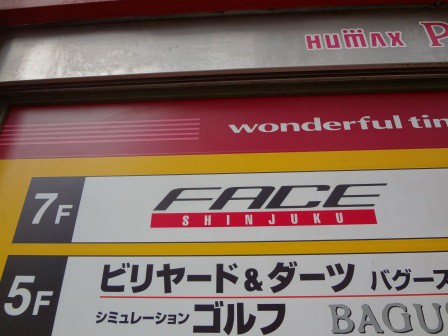 HUMAX P
wonderful tim
7F
FACE
SHINJUKU
5F
ビリヤード&ダーツ バグース
シミュレーション ゴルフ BAGU